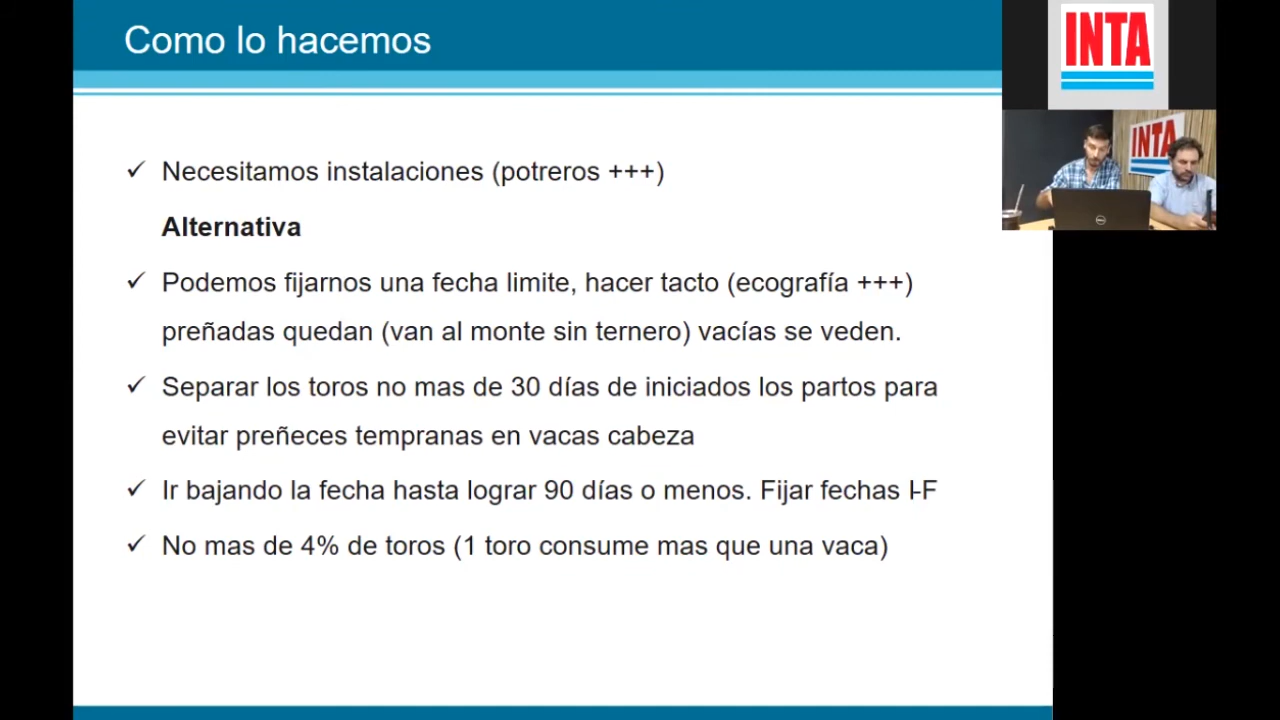 Como lo hacemos
INTA
INTA
Necesitamos instalaciones (potreros +++)
Alternativa
Podemos fijarnos una fecha limite, hacer tacto (ecografía +++)
preñadas quedan (van al monte sin ternero) vacías se veden.
Separar los toros no mas de 30 días de iniciados los partos para
evitar preñeces tempranas en vacas cabeza
Ir bajando la fecha hasta lograr 90 días o menos. Fijar fechas I-F
No mas de 4% de toros (1 toro consume mas que una vaca)